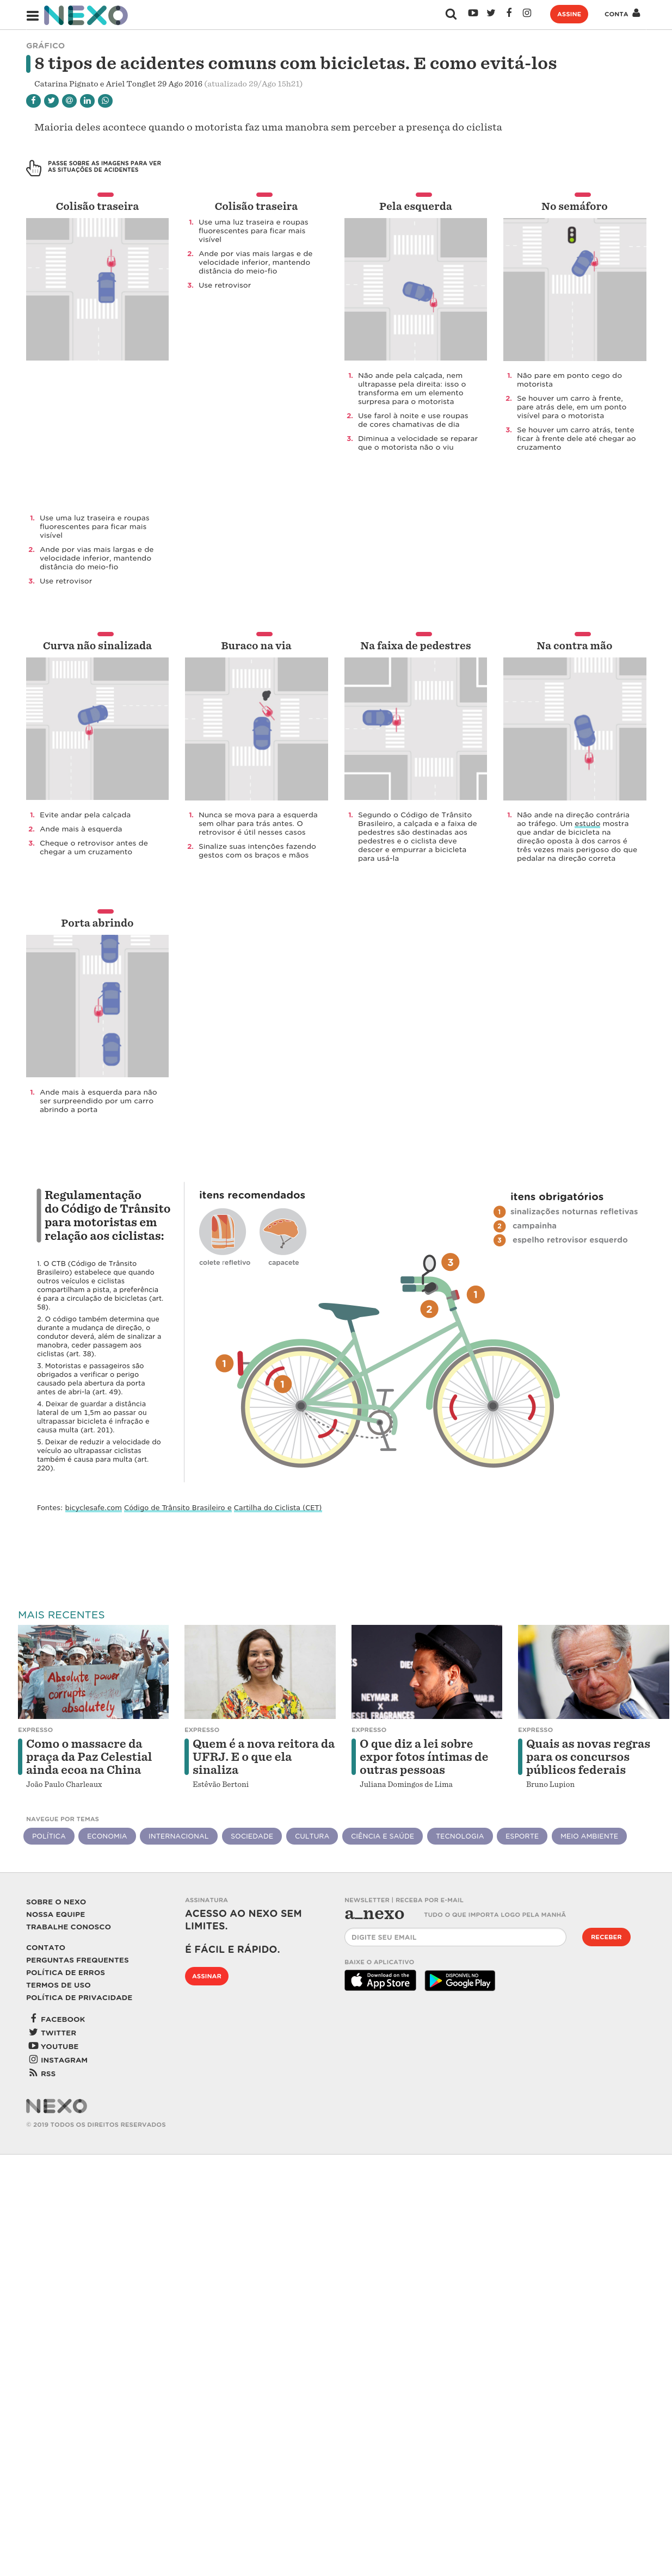 NEXO
ASSINE
CONTA
GRÁFICO
8 tipos de acidentes comuns com bicicletas. E como evitá-los
Catarina Pignato e Ariel Tonglet 29 Ago 2016 (atualizado 29/Ago 15h21)
Maioria deles acontece quando o motorista faz uma manobra sem perceber a presença do ciclista
PASSE SOBRE AS IMAGENS PARA VER
AS SITUAÇÕES DE ACIDENTES
Colisão traseira
Colisão traseira
1. Use uma luz traseira e roupas
fluorescentes para ficar mais
visível
2. Ande por vias mais largas e de
velocidade inferior, mantendo
distância do meio-fio
3. Use retrovisor
Pela esquerda
1. Não ande pela calçada, nem
ultrapasse pela direita: isso o
transforma em um elemento
surpresa para o motorista
2. Use farol à noite e use roupas
de cores chamativas de dia
3. Diminua a velocidade se reparar
que o motorista não o viu
No semáforo
1. Não pare em ponto cego do
motorista
2. Se houver um carro à frente,
pare atrás dele, em um ponto
visível para o motorista
3. Se houver um carro atrás, tente
ficar à frente dele até chegar ao
cruzamento
1. Use uma luz traseira e roupas
fluorescentes para ficar mais
visível
2. Ande por vias mais largas e de
velocidade inferior, mantendo
distância do meio-fio
3. Use retrovisor
Curva não sinalizada
1. Evite andar pela calçada
2. Ande mais à esquerda
3. Cheque o retrovisor antes de
chegar a um cruzamento
Buraco na via
1. Nunca se mova para a esquerda
sem olhar para trás antes. O
retrovisor é útil nesses casos
2. Sinalize suas intenções fazendo
gestos com os braços e mãos
Na faixa de pedestres
1. Segundo o Código de Trânsito
Brasileiro, a calçada e a faixa de
pedestres são destinadas aos
pedestres e o ciclista deve
descer e empurrar a bicicleta
para usá-la
Na contra mão
1. Não ande na direção contrária
ao tráfego. Um estudo mostra
que andar de bicicleta na
direção oposta à dos carros é
três vezes mais perigoso do que
pedalar na direção correta
Porta abrindo
1. Ande mais à esquerda para não
ser surpreendido por um carro
abrindo a porta
Regulamentação
do Código de Trânsito
para motoristas em
relação aos ciclistas:
1. O CTB (Código de Trânsito
Brasileiro) estabelece que quando
outros veículos e ciclistas
compartilham a pista, a preferência
é para a circulação de bicicletas (art.
58).
2. O código também determina que
durante a mudança de direção, o
condutor deverá, além de sinalizar a
manobra, ceder passagem aos
ciclistas (art. 38).
3. Motoristas e passageiros são
obrigados a verificar o perigo
causado pela abertura da porta
antes de abri-la (art. 49).
4. Deixar de guardar a distância
lateral de um 1,5m ao passar ou
ultrapassar bicicleta é infração e
causa multa (art. 201).
5. Deixar de reduzir a velocidade do
veículo ao ultrapassar ciclistas
também é causa para multa (art.
220).
itens recomendados
colete refletivo
capacete
itens obrigatórios
1 sinalizações noturnas refletivas
2 campainha
3 espelho retrovisor esquerdo
3
1
2
1
1
Fontes: bicyclesafe.com Código de Trânsito Brasileiro e Cartilha do Ciclista (CET)
MAIS RECENTES
Absolute power
corrupts
absolutely
DIES
NEYMAR JR
X
DIESEL FRAGRANCES
EXPRESSO
Como o massacre da
praça da Paz Celestial
ainda ecoa na China
João Paulo Charleaux
EXPRESSO
Quem é a nova reitora da
UFRJ. E o que ela
sinaliza
Estêvão Bertoni
EXPRESSO
O que diz a lei sobre
expor fotos íntimas de
outras pessoas
Juliana Domingos de Lima
EXPRESSO
Quais as novas regras
para os concursos
públicos federais
Bruno Lupion
NAVEGUE POR TEMAS
POLÍTICA
ECONOMIA
INTERNACIONAL
SOCIEDADE
CULTURA
CIÊNCIA E SAÚDE
TECNOLOGIA
ESPORTE
MEIO AMBIENTE
SOBRE O NEXO
NOSSA EQUIPE
TRABALHE CONOSCO
CONTATO
PERGUNTAS FREQUENTES
POLÍTICA DE ERROS
TERMOS DE USO
POLÍTICA DE PRIVACIDADE
FACEBOOK
TWITTER
YOUTUBE
INSTAGRAM
RSS
ASSINATURA
ACESSO AO NEXO SEM
LIMITES.
É FÁCIL E RÁPIDO.
ASSINAR
NEWSLETTER | RECEBA POR E-MAIL
a_nexo
TUDO O QUE IMPORTA LOGO PELA MANHÃ
DIGITE SEU EMAIL
RECEBER
BAIXE O APLICATIVO
Download on the
App Store
DISPONÍVEL NO
Google Play
NEXO
© 2019 TODOS OS DIREITOS RESERVADOS